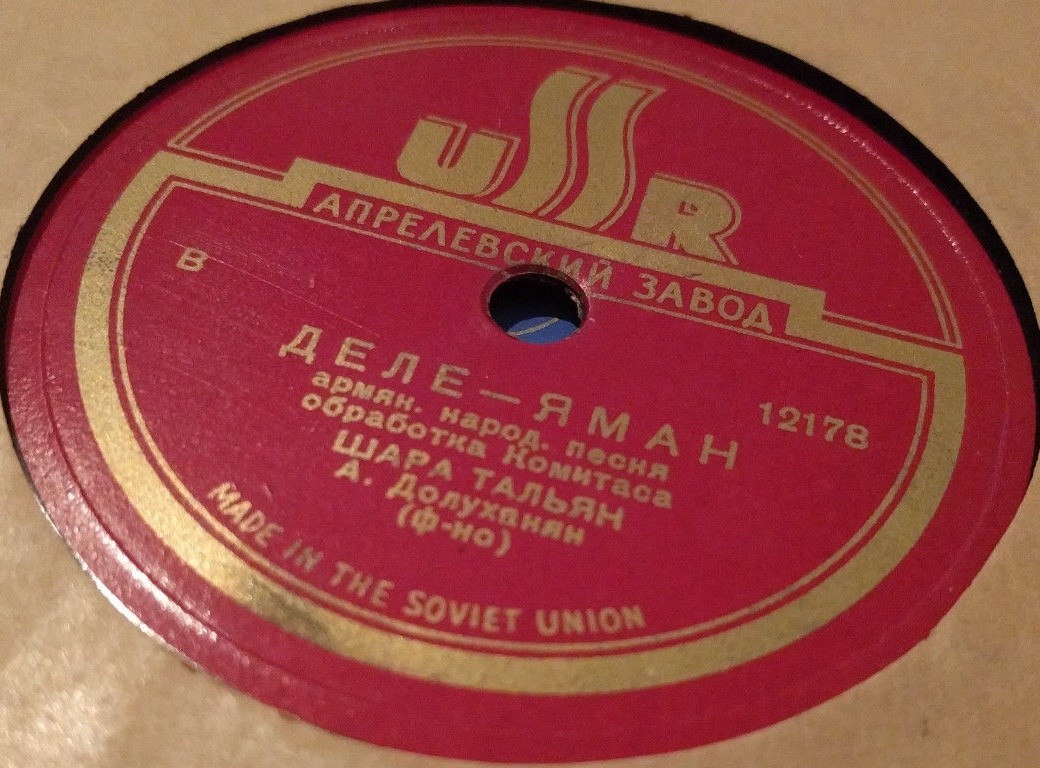 USSR
АПРЕЛЕВСКИЙ ЗАВОД
В
ДЕЛЕ—ЯМАН
12178
армян. народ. песня
обработка Комитаса
ШАРА ТАЛЬЯН
А. Долуханян
(ф-но)
MADE IN THE SOVIET UNION